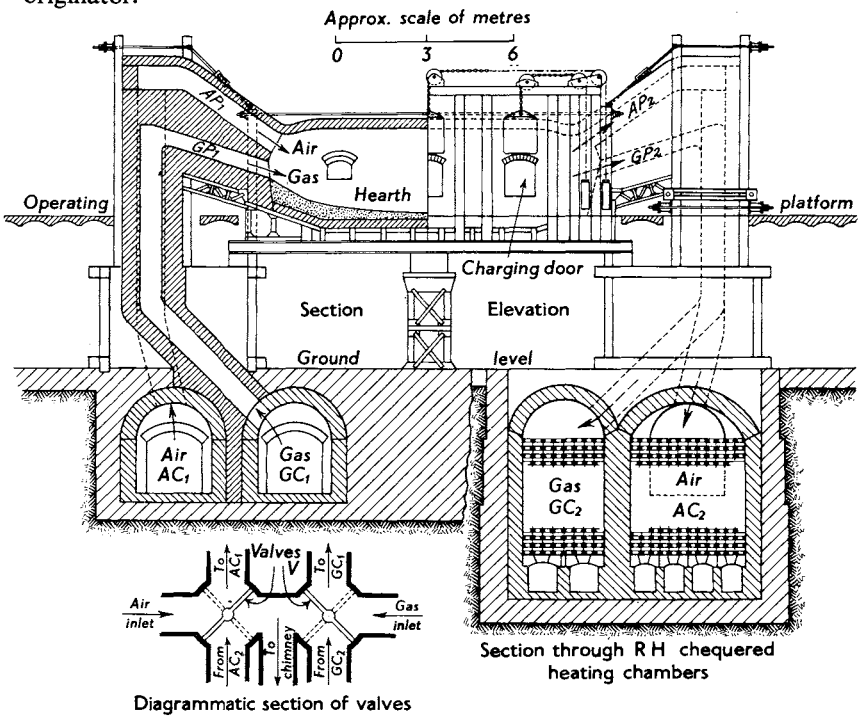 originator.
Approx. scale of metres
0 3 6
AP₁
Air
GP₁
Gas
Hearth
AP₂
GP₂
Operating
platform
Charging door
Section
Elevation
Ground
level
Air
AC₁
Gas
GC₁
Gas
GC₂
Air
AC₂
Valves
V
To
AC₁
To
GC₁
Air
inlet
Gas
inlet
From
AC₂
To
chimney
From
GC₂
Section through RH chequered
heating chambers
Diagrammatic section of valves